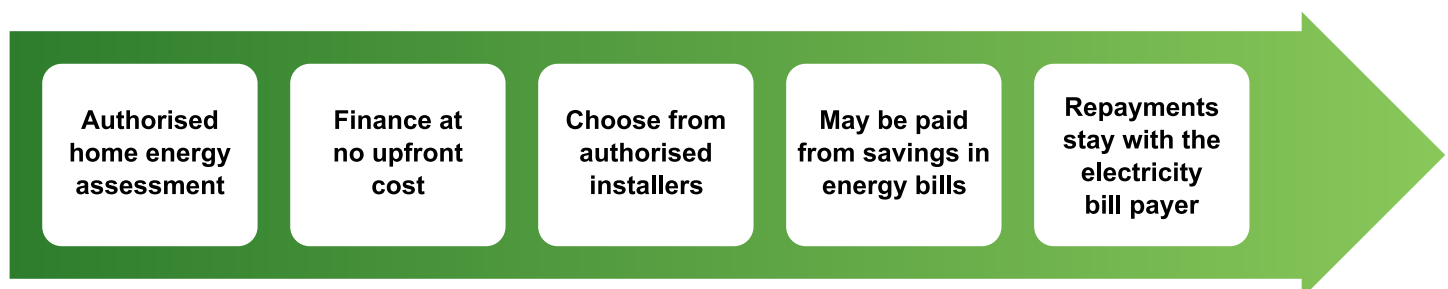 Authorised
home energy
assessment
Finance at
no upfront
cost
Choose from
authorised
installers
May be paid
from savings in
energy bills
Repayments
stay with the
electricity
bill payer